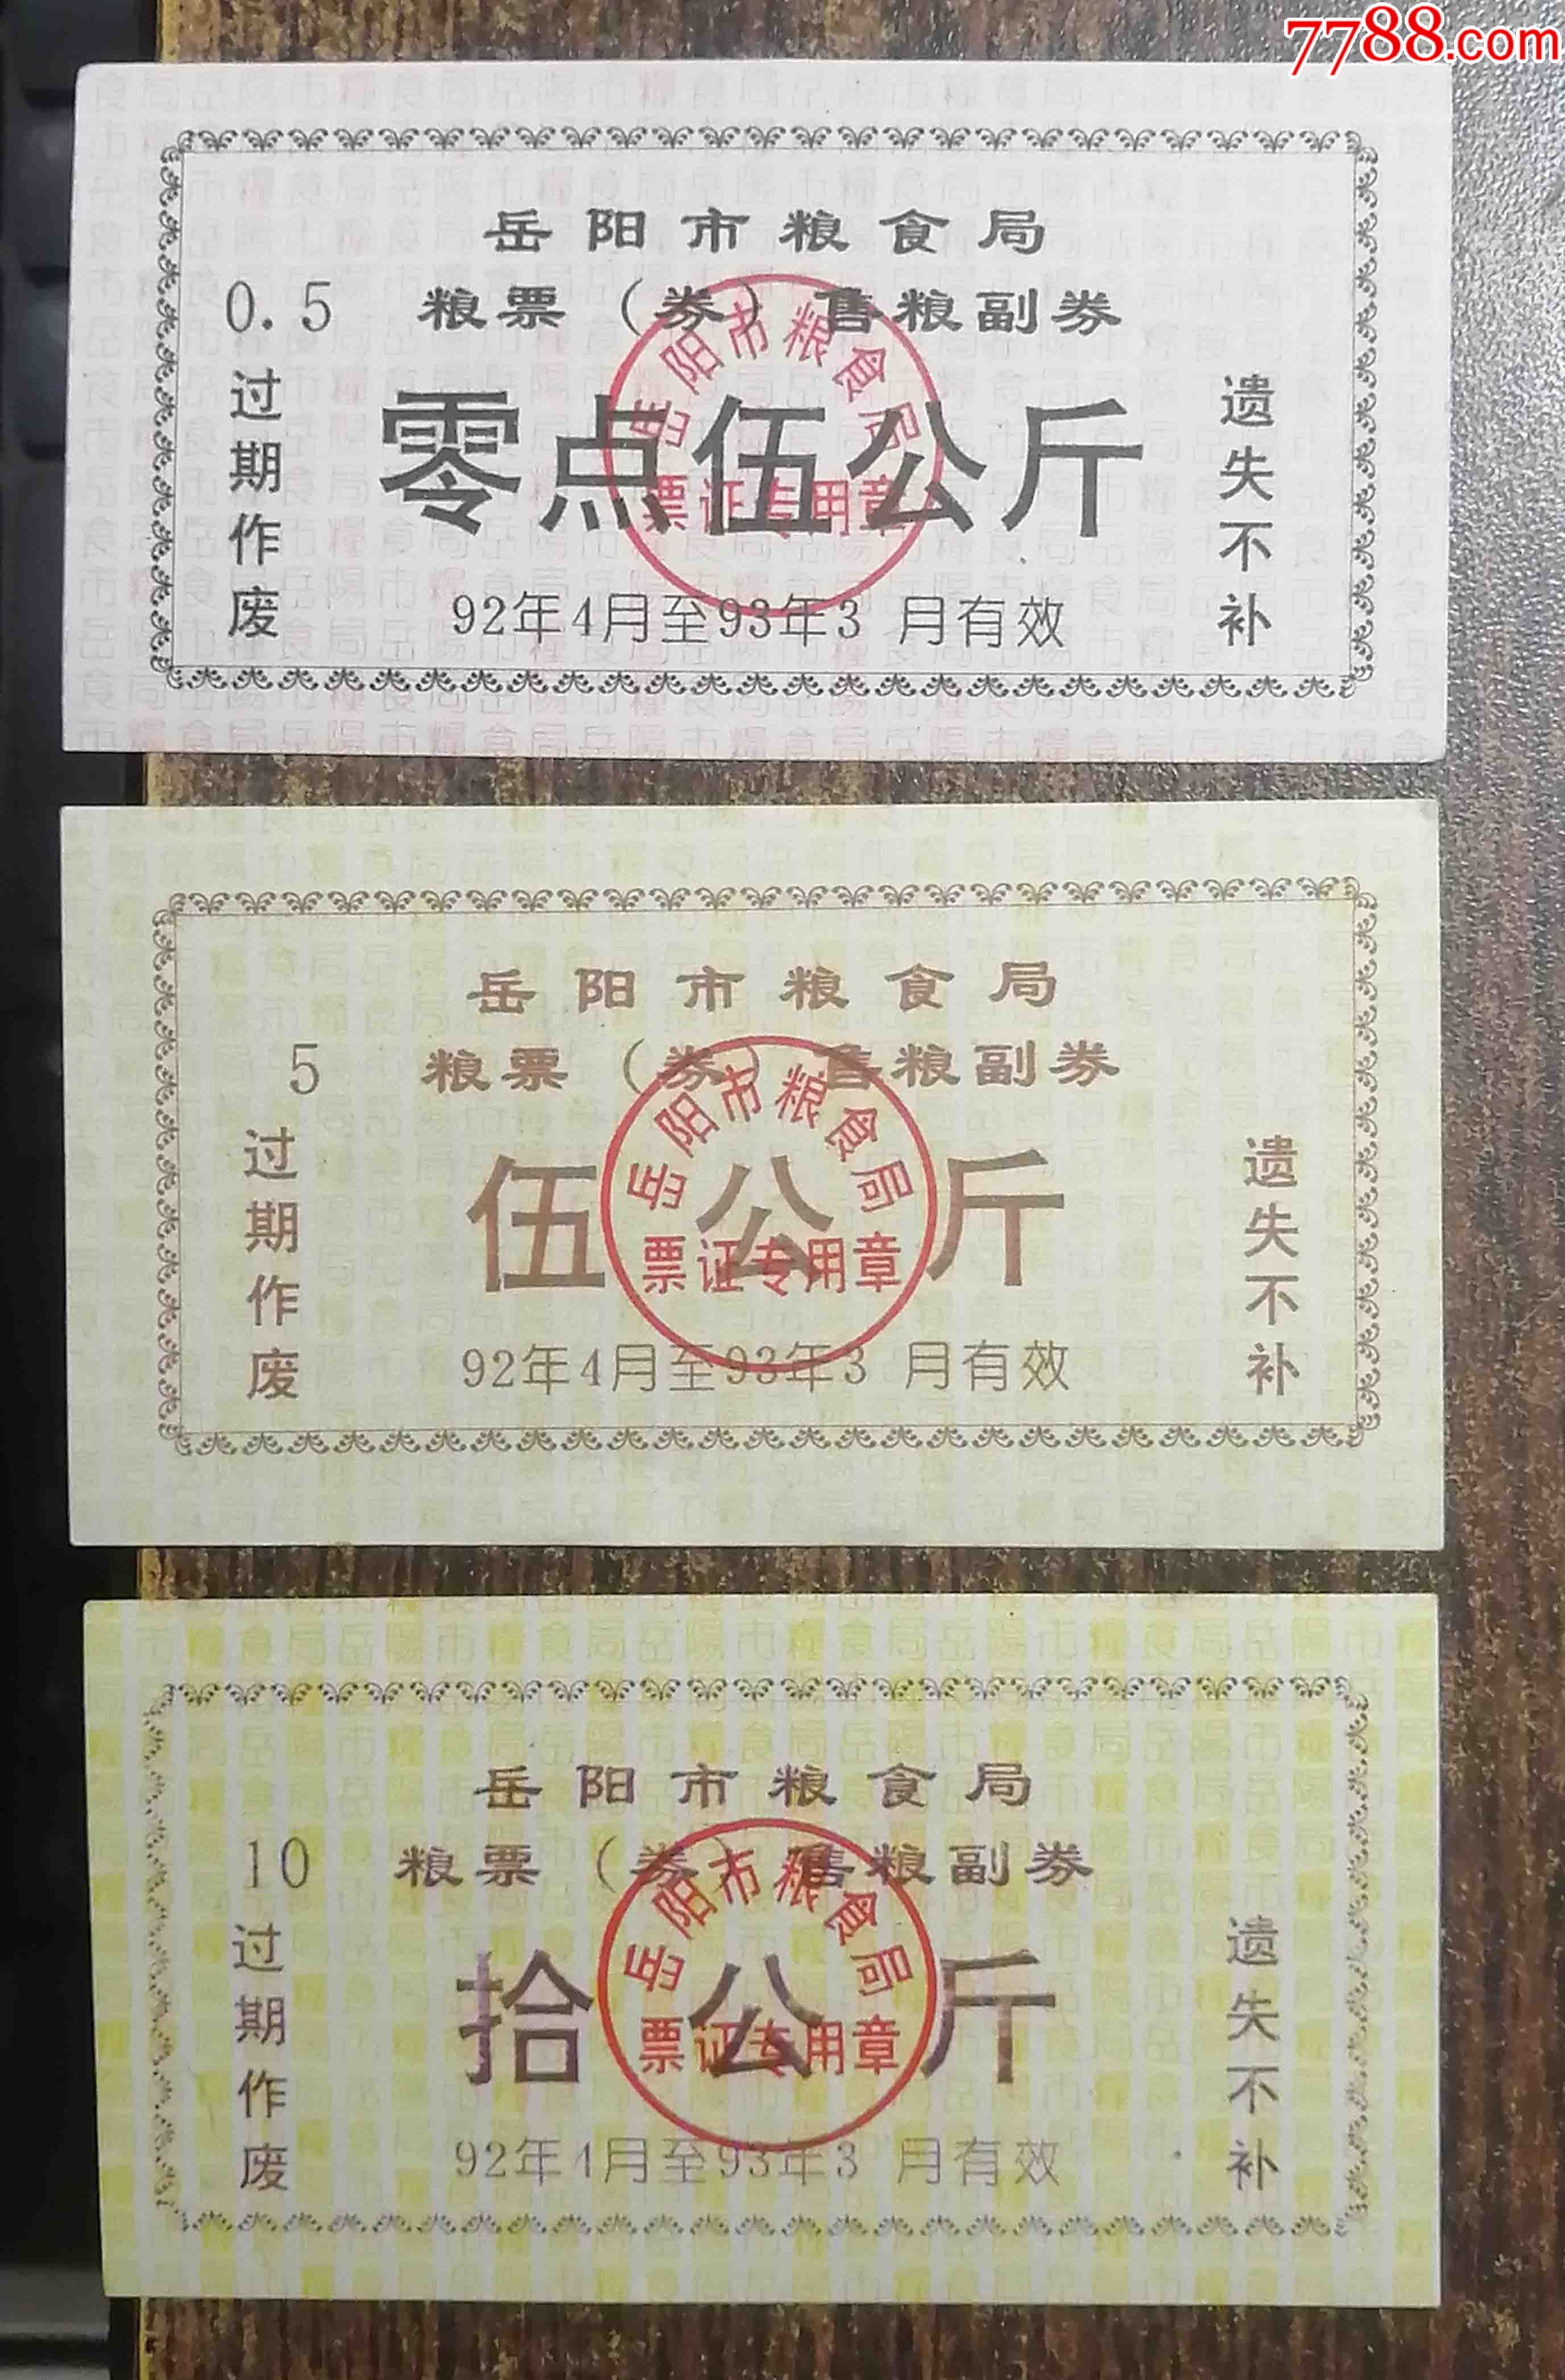 7788.com
岳阳市粮食局
0.5 粮票（券）售粮副券
过期作废
零点伍公斤
遗失不补
92年4月至93年3 月有效
岳阳市粮食局
票证专用章
岳阳市粮食局
5 粮票（券）售粮副券
过期作废
伍公斤
遗失不补
92年4月至93年3 月有效
岳阳市粮食局
票证专用章
岳阳市粮食局
10 粮票（券）售粮副券
过期作废
拾公斤
遗失不补
92年4月至93年3 月有效
岳阳市粮食局
票证专用章